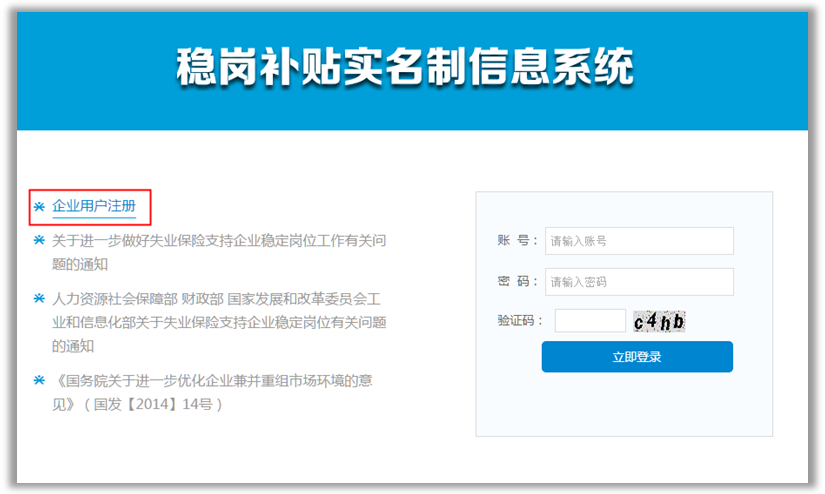 稳岗补贴实名制信息系统
企业用户注册
关于进一步做好失业保险支持企业稳定岗位工作有关问
题的通知
人力资源社会保障部 财政部 国家发展和改革委员会工
业和信息化部关于失业保险支持企业稳定岗位有关问题
的通知
《国务院关于进一步优化企业兼并重组市场环境的意
见》（国发【2014】14号）
账 号： 请输入账号
密 码： 请输入密码
验证码： c4hb
立即登录